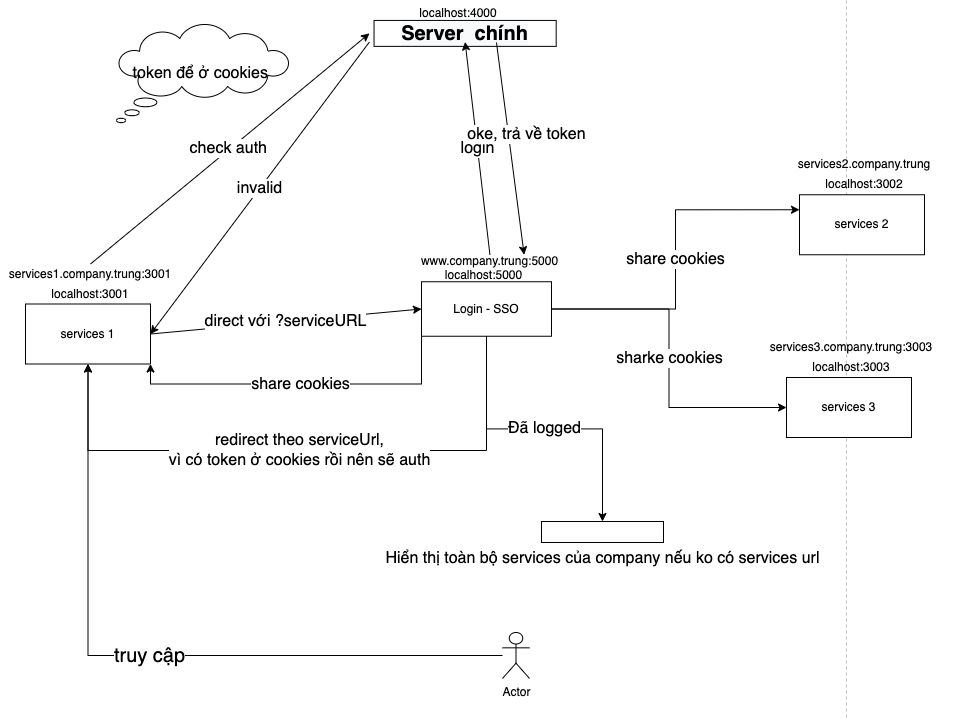 localhost:4000
Server chính
token để ở cookies
check auth
oke, trả về token
login
invalid
services2.company.trung
localhost:3002
services 2
share cookies
www.company.trung:5000
localhost:5000
Login - SSO
services1.company.trung:3001
localhost:3001
services 1
direct với ?serviceURL
sharke cookies
services3.company.trung:3003
localhost:3003
services 3
share cookies
Đã logged
redirect theo serviceUrl,
vì có token ở cookies rồi nên sẽ auth
Hiển thị toàn bộ services của company nếu ko có services url
truy cập
Actor